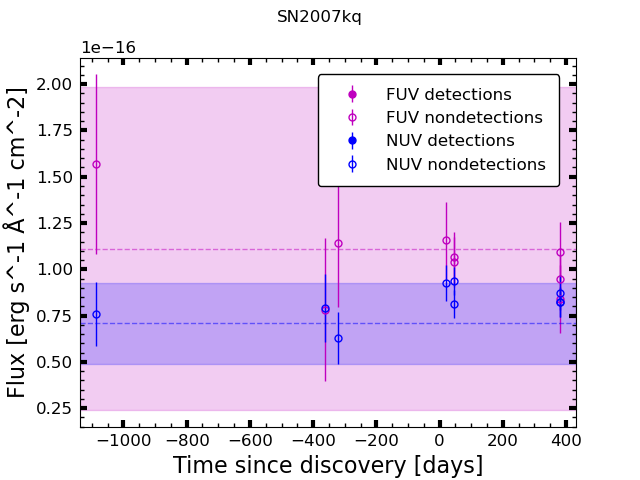 SN2007kq
1e−16
2.00
1.75
1.50
1.25
1.00
0.75
0.50
0.25
Flux [erg s^-1 Å^-1 cm^-2]
FUV detections
FUV nondetections
NUV detections
NUV nondetections
−1000 −800 −600 −400 −200 0 200 400
Time since discovery [days]